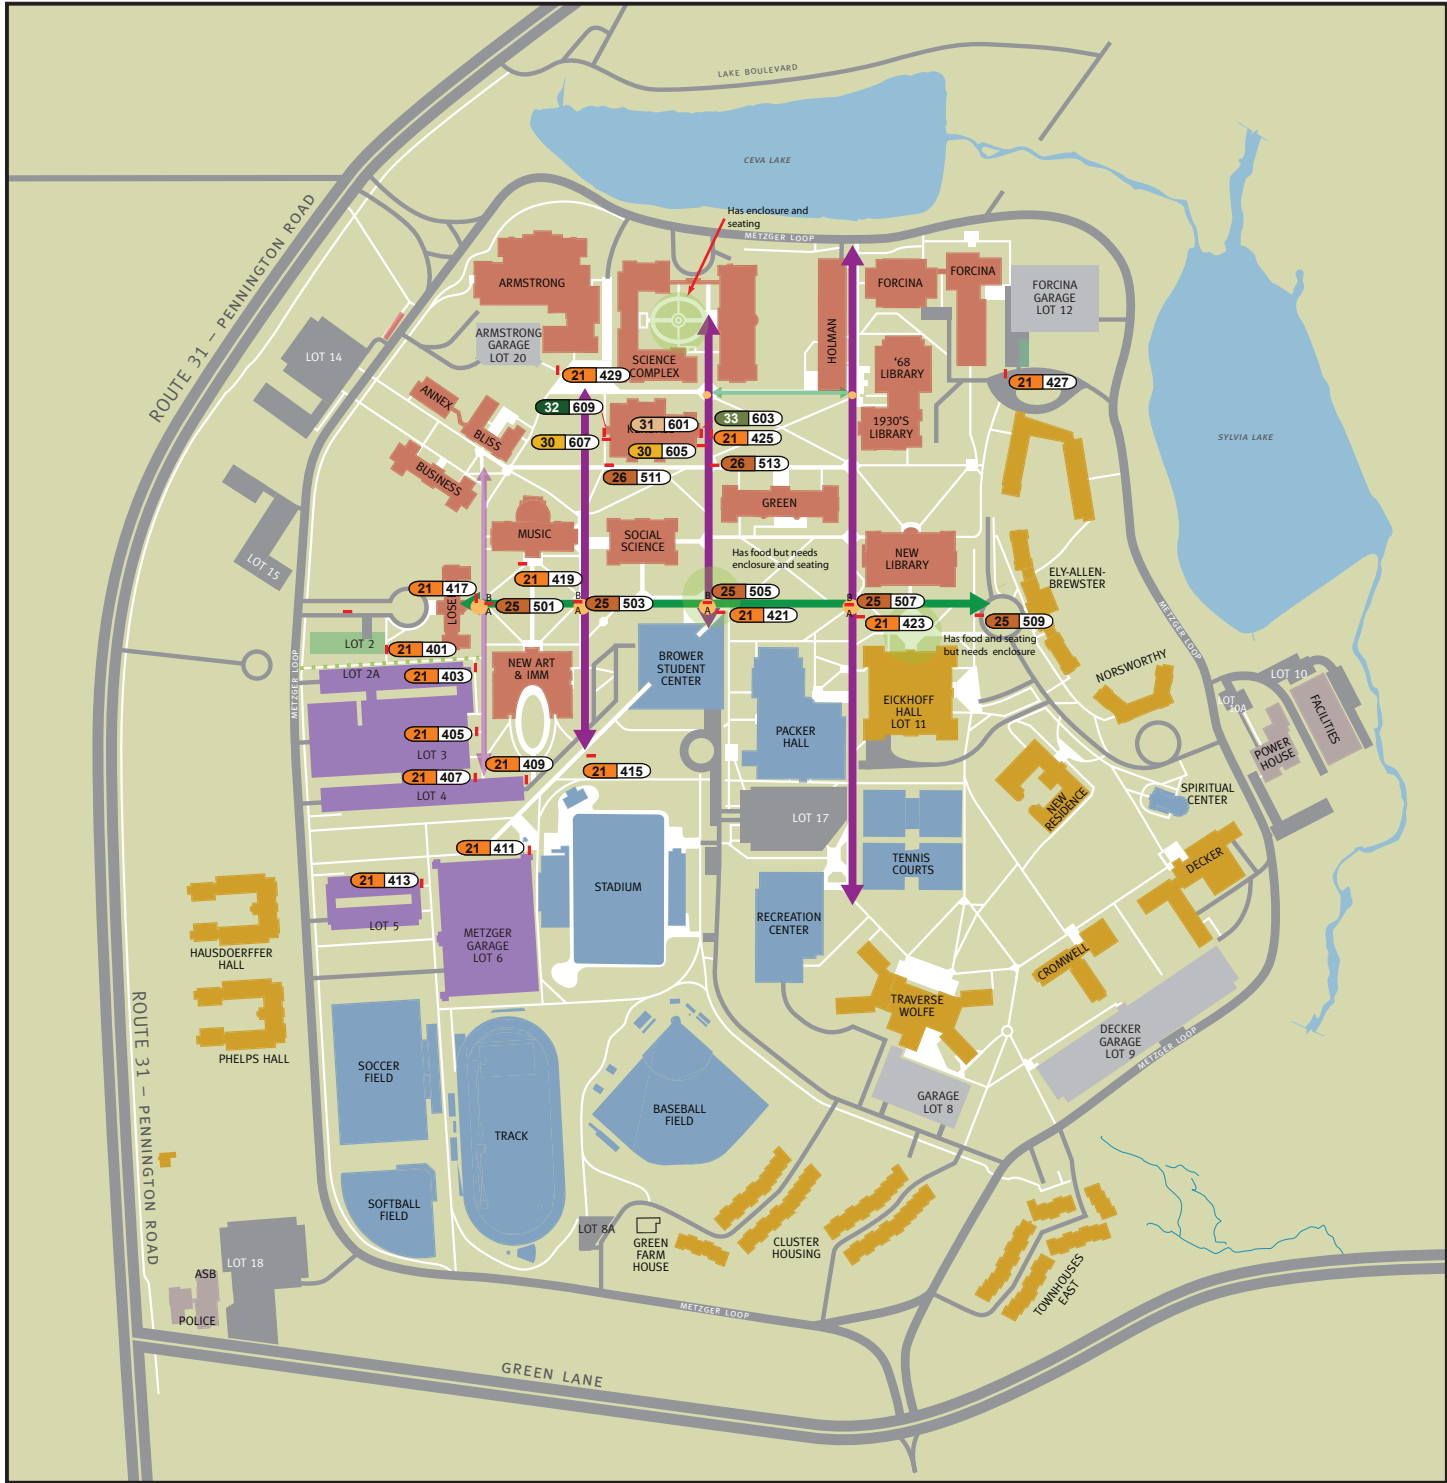 LAKE BOULEVARD
CEVA LAKE
Has enclosure and
seating
METZGER LOOP
ROUTE 31 – PENNINGTON ROAD
ARMSTRONG
FORCINA
FORCINA
FORCINA
GARAGE
LOT 12
ARMSTRONG
GARAGE
LOT 20
LOT 14
SCIENCE
COMPLEX
HOLMAN
'68
LIBRARY
21 429
21 427
ANNEX
32 609
31 601
33 603
1930'S
LIBRARY
BLISS
30 607
21 425
SYLVIA LAKE
30 605
26 513
BUSINESS
26 511
GREEN
MUSIC
SOCIAL
SCIENCE
NEW
LIBRARY
LOT 15
Has food but needs
enclosure and seating
ELY-ALLEN-
BREWSTER
21 419
21 417
25 505
B
A
25 501
B
A
25 503
B
A
B
A
25 507
LOSE
21 421
21 423
25 509
METZGER LOOP
Has food and seating
but needs enclosure
LOT 2
21 401
METZGER LOOP
BROWER
STUDENT
CENTER
NEW ART
& IMM
NORSWORTHY
LOT 2A
21 403
LOT 10
LOT
10A
FACILITIES
EICKHOFF
HALL
LOT 11
21 405
PACKER
HALL
POWER
HOUSE
LOT 3
21 409
21 415
21 407
LOT 4
SPIRITUAL
CENTER
NEW
RESIDENCE
LOT 17
21 411
TENNIS
COURTS
DECKER
21 413
STADIUM
LOT 5
RECREATION
CENTER
METZGER
GARAGE
LOT 6
HAUSDOERFFER
HALL
CROMWELL
TRAVERSE
WOLFE
ROUTE 31 – PENNINGTON ROAD
DECKER
GARAGE
LOT 9
METZGER LOOP
PHELPS HALL
SOCCER
FIELD
GARAGE
LOT 8
BASEBALL
FIELD
TRACK
SOFTBALL
FIELD
LOT 8A
GREEN
FARM
HOUSE
CLUSTER
HOUSING
LOT 18
ASB
POLICE
TOWNHOUSES
EAST
METZGER LOOP
GREEN LANE